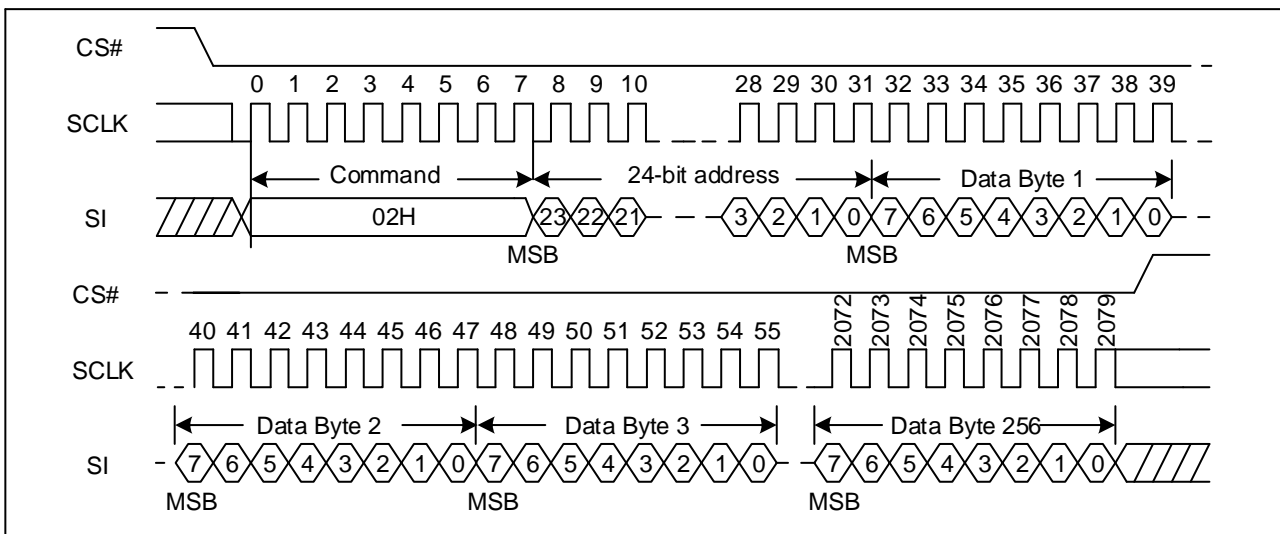 CS#
0 1 2 3 4 5 6 7 8 9 10 28 29 30 31 32 33 34 35 36 37 38 39
SCLK
Command 24-bit address Data Byte 1
SI 02H 23 22 21 3 2 1 0 7 6 5 4 3 2 1 0
MSB MSB
CS#
40 41 42 43 44 45 46 47 48 49 50 51 52 53 54 55 2072 2073 2074 2075 2076 2077 2078 2079
SCLK
Data Byte 2 Data Byte 3 Data Byte 256
SI 7 6 5 4 3 2 1 0 7 6 5 4 3 2 1 0 7 6 5 4 3 2 1 0
MSB MSB MSB